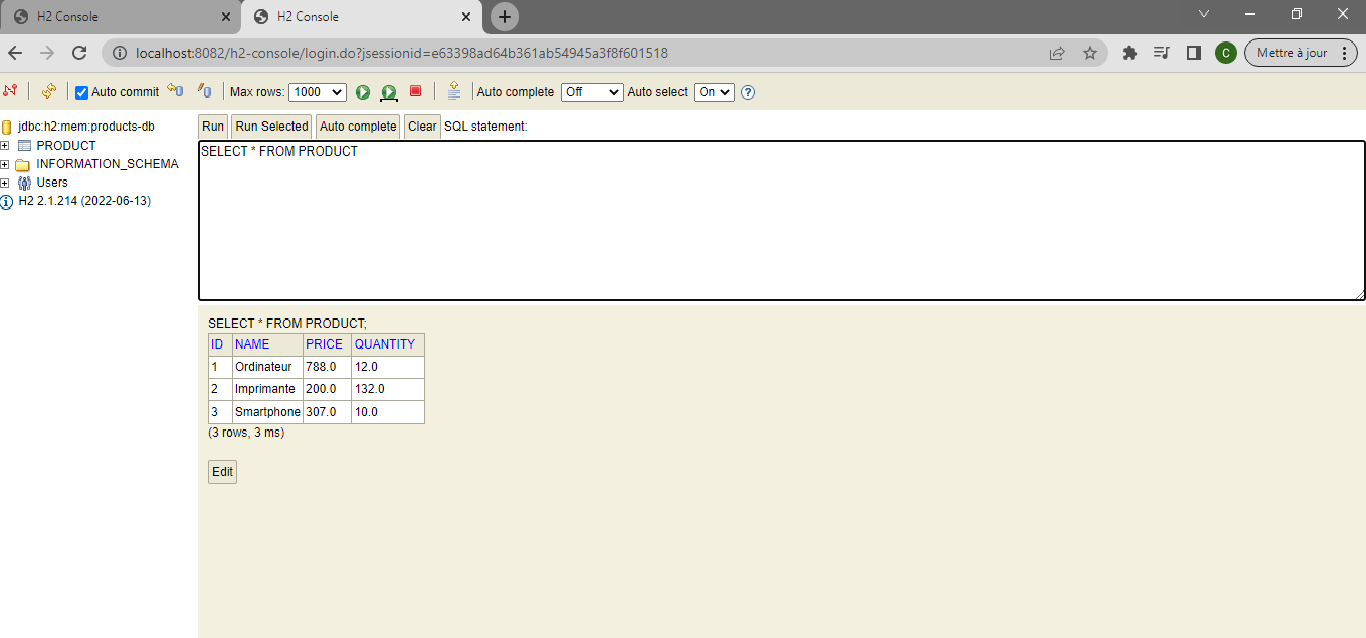 H2 Console
H2 Console
localhost:8082/h2-console/login.do?jsessionid=e63398ad64b361ab54945a3f8f601518
C
Mettre à jour
Auto commit
Max rows: 1000
Auto complete Off
Auto select On
jdbc:h2:mem:products-db
PRODUCT
INFORMATION_SCHEMA
Users
H2 2.1.214 (2022-06-13)
Run Run Selected Auto complete Clear SQL statement:
SELECT * FROM PRODUCT
SELECT * FROM PRODUCT;
ID NAME PRICE QUANTITY
1 Ordinateur 788.0 12.0
2 Imprimante 200.0 132.0
3 Smartphone 307.0 10.0
(3 rows, 3 ms)
Edit